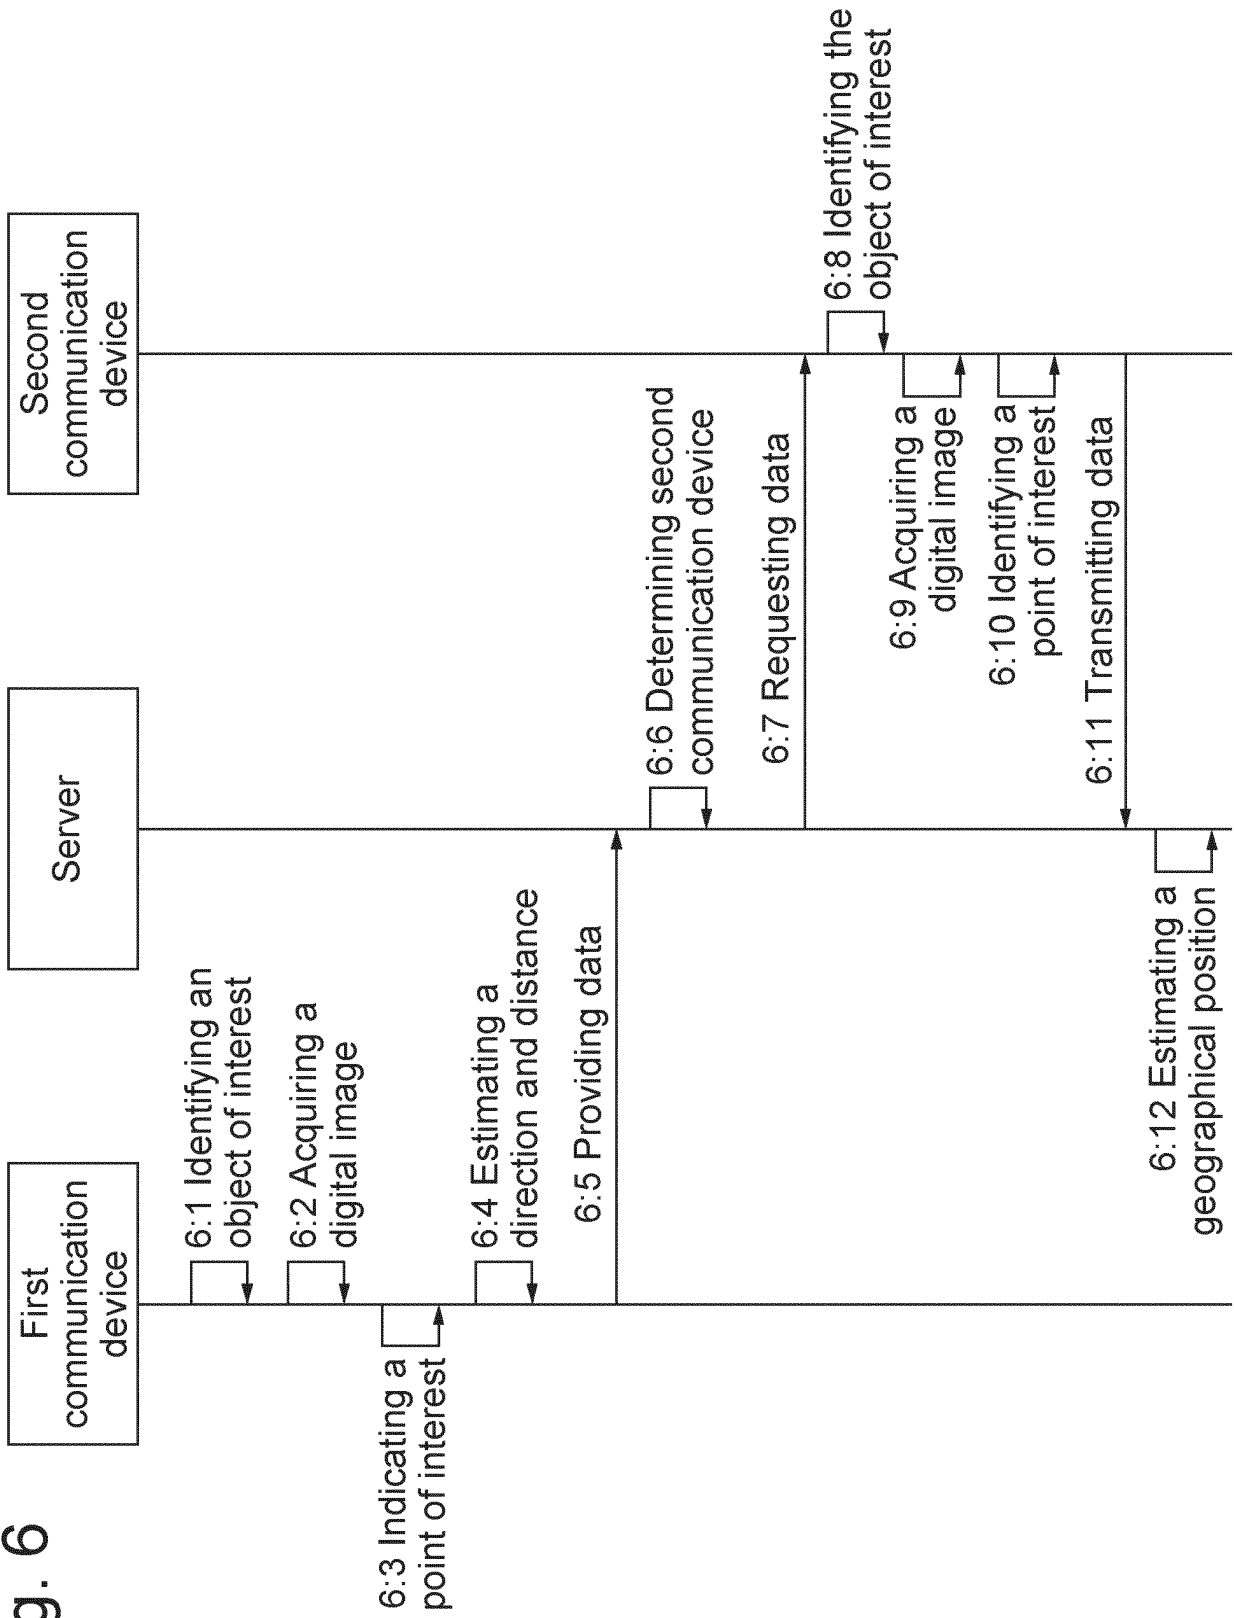 g. 6
First
communication
device
Server
Second
communication
device
6:1 Identifying an
object of interest
6:2 Acquiring a
digital image
6:3 Indicating a
point of interest
6:4 Estimating a
direction and distance
6:5 Providing data
6:6 Determining second
communication device
6:7 Requesting data
6:8 Identifying the
object of interest
6:9 Acquiring a
digital image
6:10 Identifying a
point of interest
6:11 Transmitting data
6:12 Estimating a
geographical position